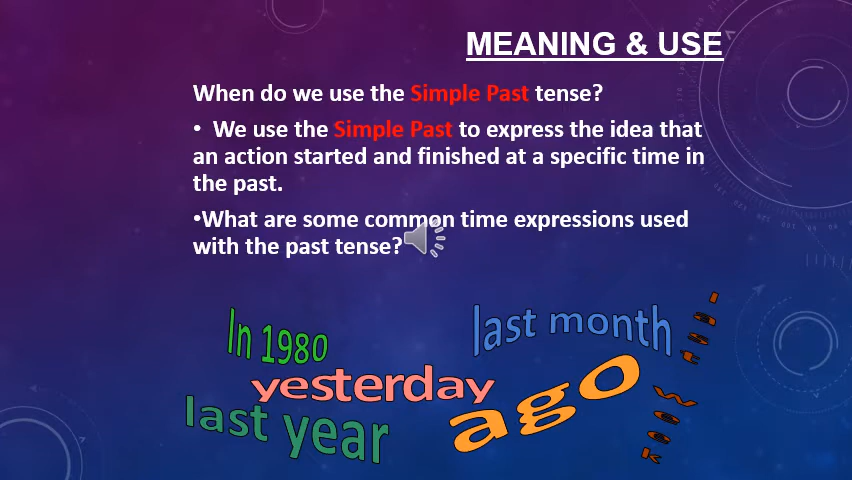 MEANING & USE
When do we use the Simple Past tense?
• We use the Simple Past to express the idea that
an action started and finished at a specific time in
the past.
•What are some common time expressions used
with the past tense?
In 1980
last month
last week
yesterday
ago
last year